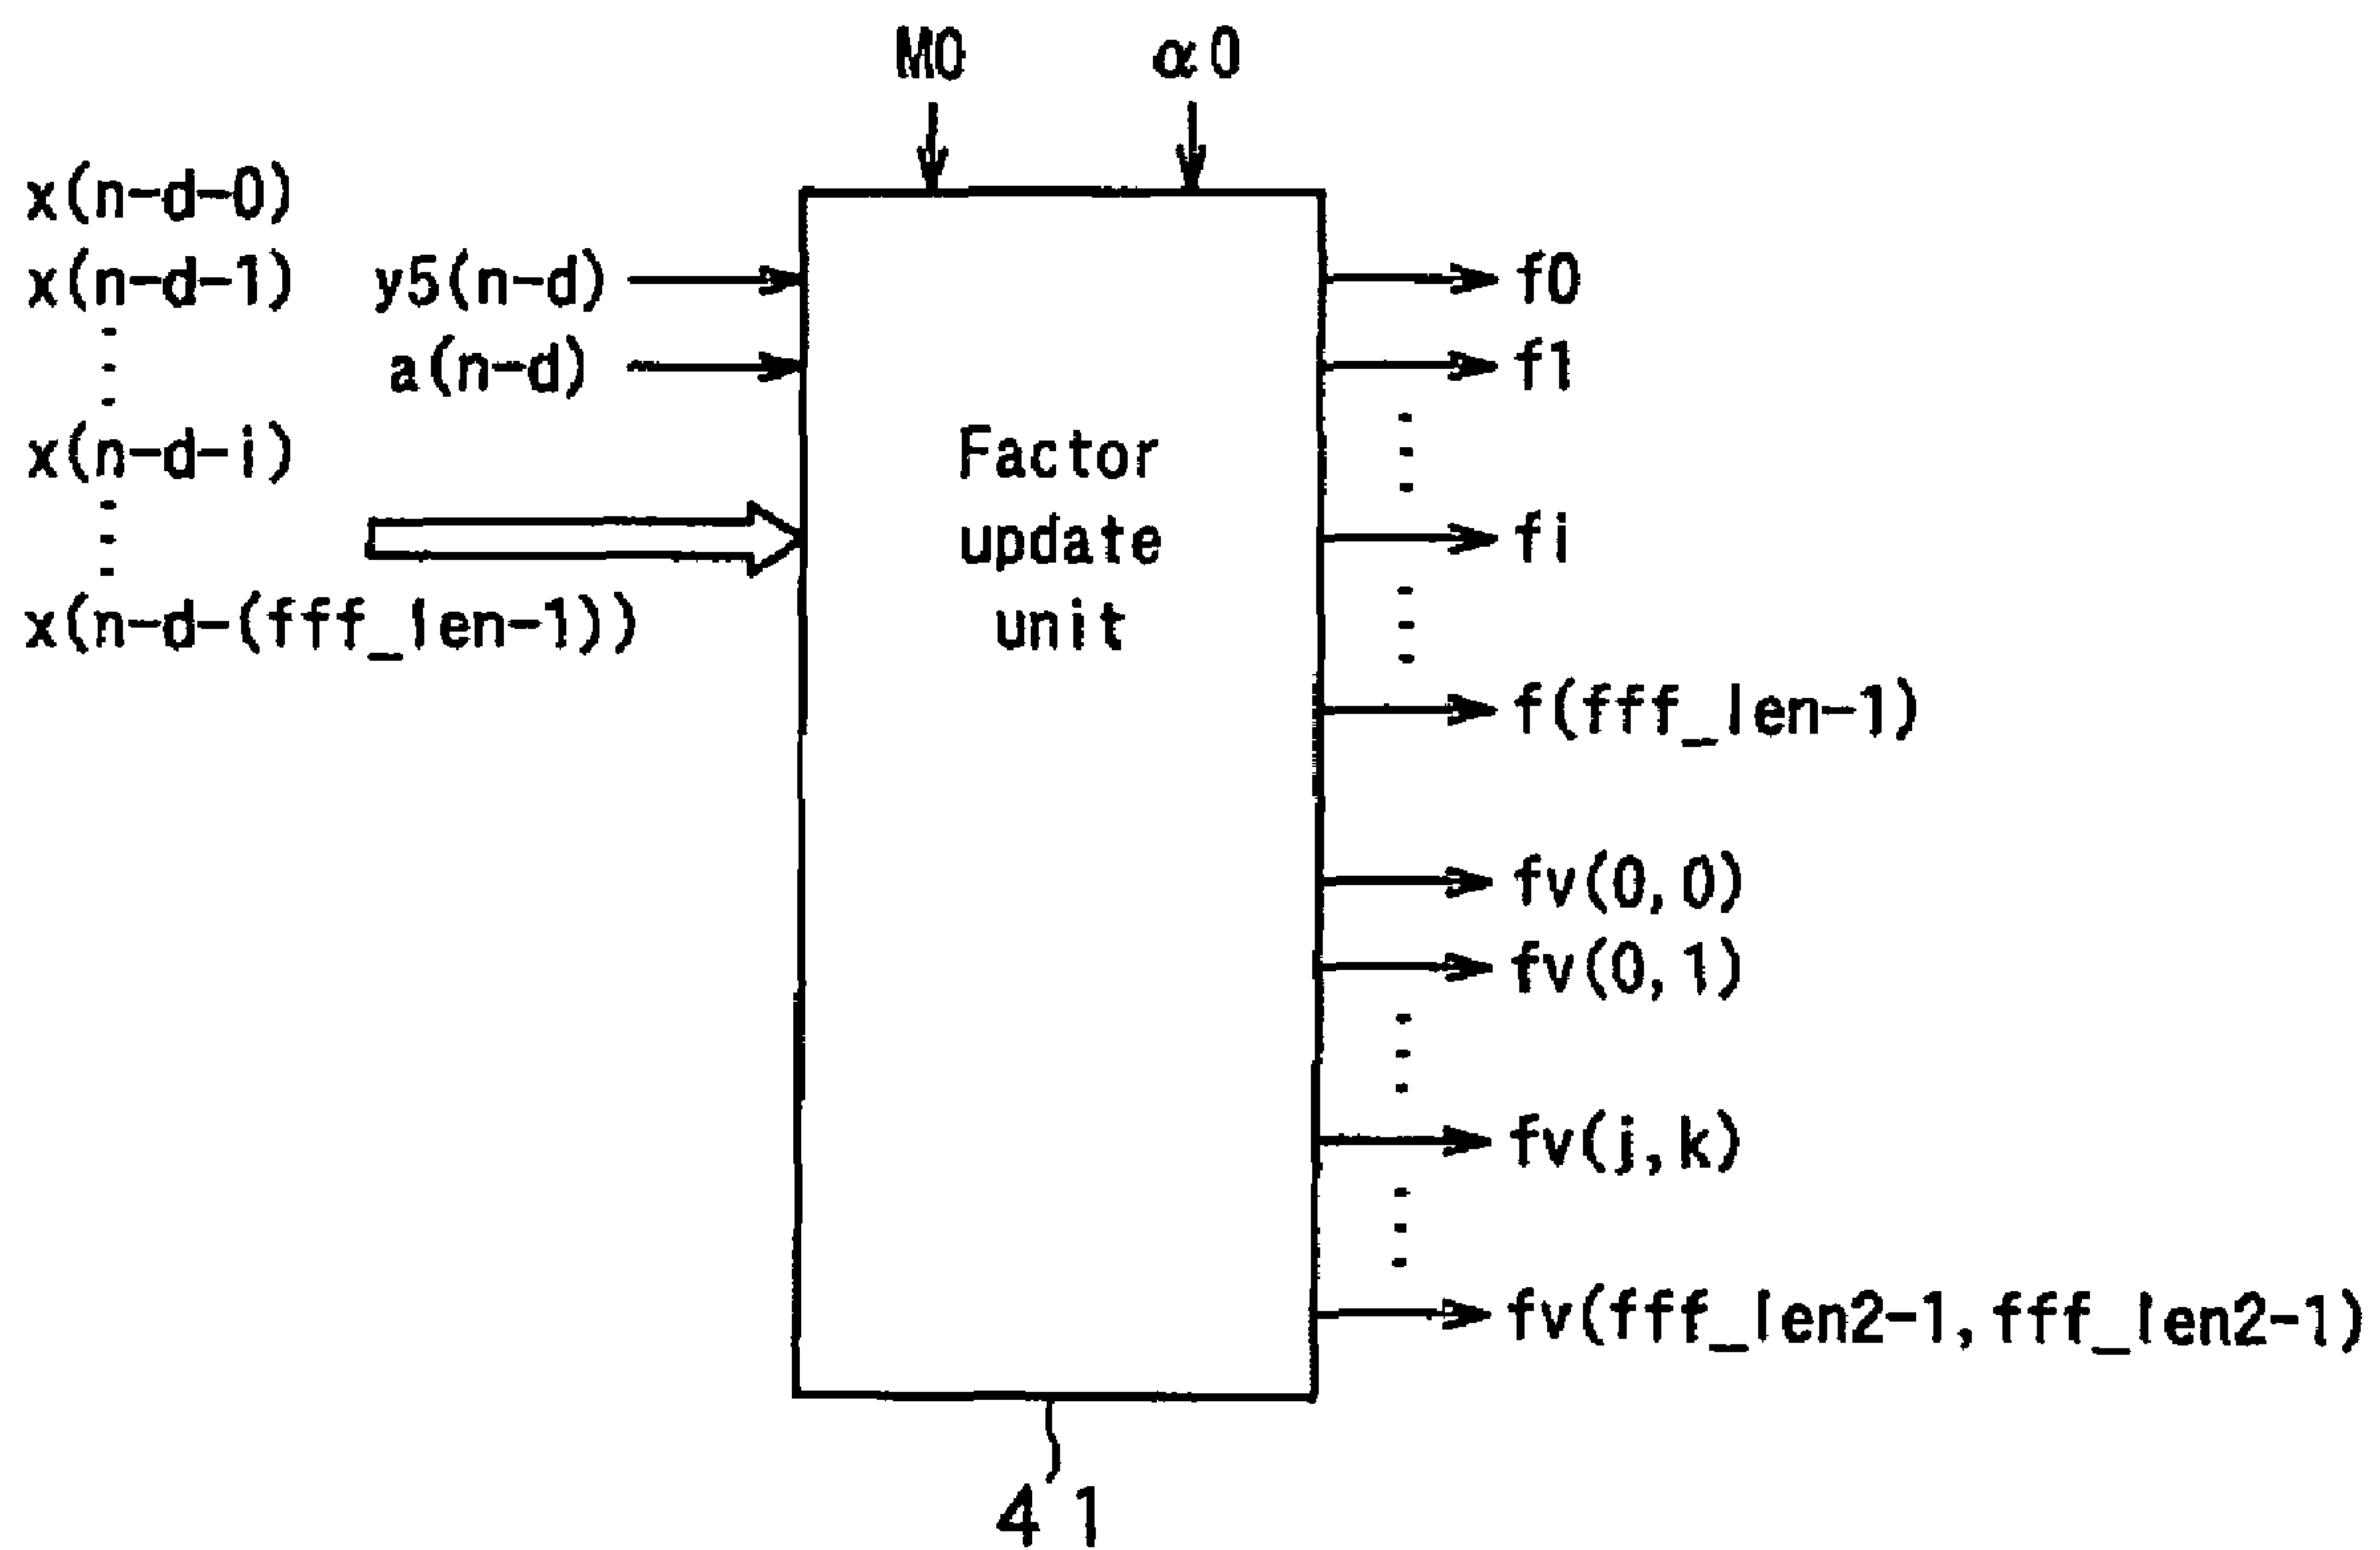 M0
α0
x(n-d-0)
x(n-d-1)
x(n-d-i)
x(n-d-(fff_len-1))
y5(n-d)
a(n-d)
Factor
update
unit
f0
f1
fi
f(fff_len-1)
fv(0,0)
fv(0,1)
fv(j,k)
fv(fff_len2-1,fff_len2-1)
41